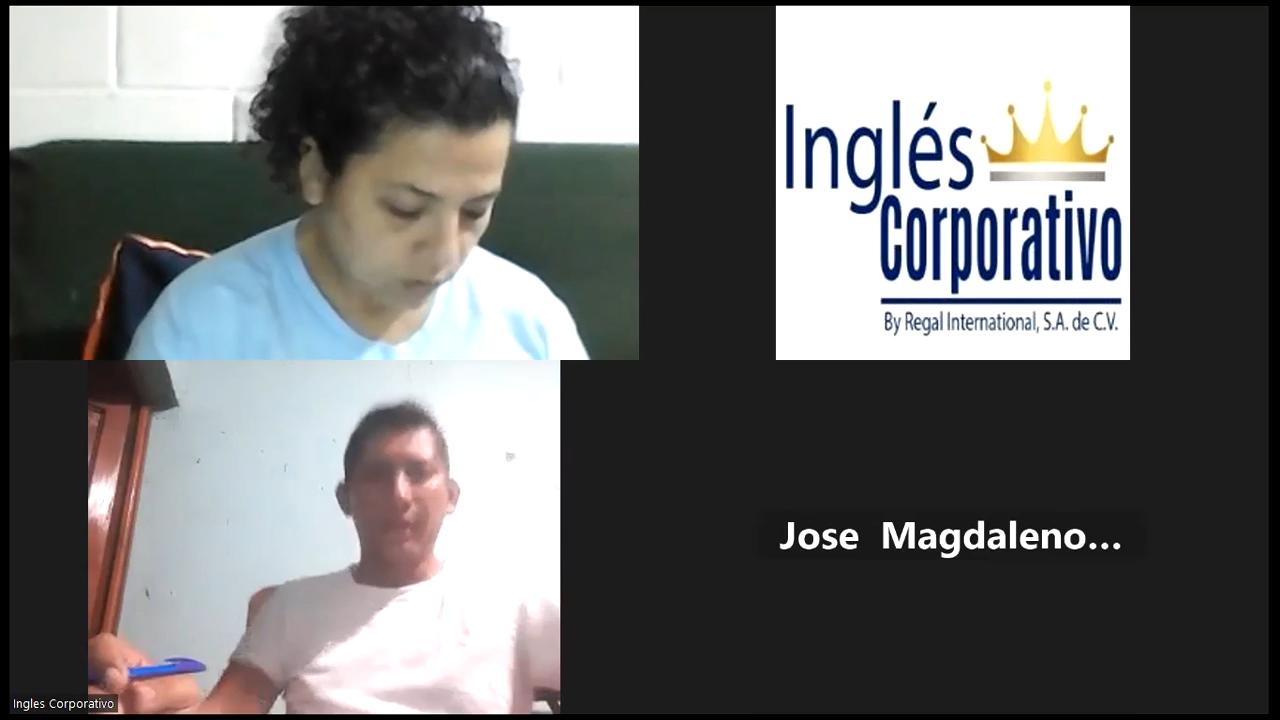 Inglés
Corporativo
By Regal International, S.A. de C.V.
Jose Magdaleno...
Ingles Corporativo